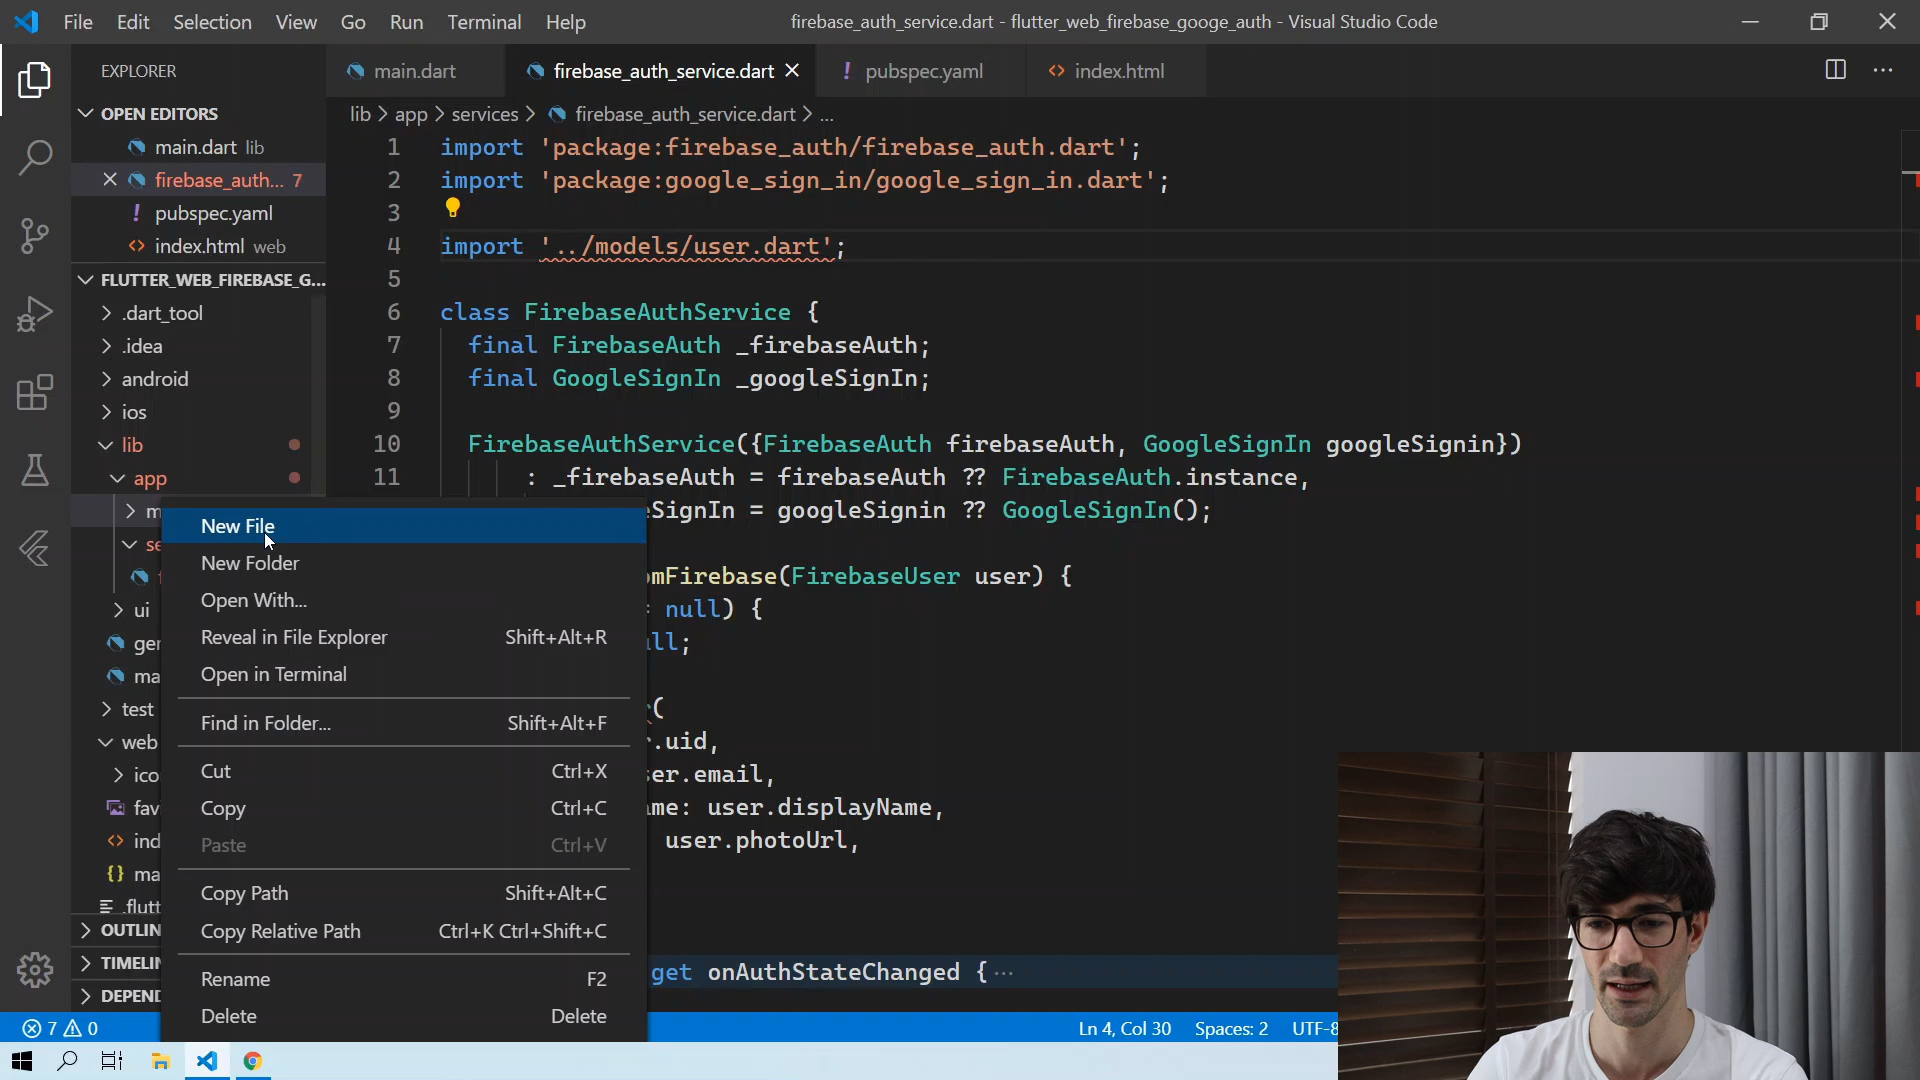 File Edit Selection View Go Run Terminal Help
firebase_auth_service.dart - flutter_web_firebase_googe_auth - Visual Studio Code
EXPLORER
OPEN EDITORS
main.dart lib
firebase_auth... 7
pubspec.yaml
index.html web
FLUTTER_WEB_FIREBASE_G...
.dart_tool
.idea
android
ios
lib
app
m
se
ui
ger
ma
test
web
ico
fav
ind
ma
.flutt
OUTLIN
TIMELIN
DEPEND
main.dart
firebase_auth_service.dart
pubspec.yaml
index.html
lib > app > services > firebase_auth_service.dart > ...
1 import 'package:firebase_auth/firebase_auth.dart';
2 import 'package:google_sign_in/google_sign_in.dart';
3
4 import '../models/user.dart';
5
6 class FirebaseAuthService {
7 final FirebaseAuth _firebaseAuth;
8 final GoogleSignIn _googleSignIn;
9
10 FirebaseAuthService({FirebaseAuth firebaseAuth, GoogleSignIn googleSignin})
11 : _firebaseAuth = firebaseAuth ?? FirebaseAuth.instance,
SignIn = googleSignin ?? GoogleSignIn();
mFirebase(FirebaseUser user) {
null) {
ll;
(
.uid,
ser.email,
me: user.displayName,
user.photoUrl,
get onAuthStateChanged {...
New File
New Folder
Open With...
Reveal in File Explorer Shift+Alt+R
Open in Terminal
Find in Folder... Shift+Alt+F
Cut Ctrl+X
Copy Ctrl+C
Paste Ctrl+V
Copy Path Shift+Alt+C
Copy Relative Path Ctrl+K Ctrl+Shift+C
Rename F2
Delete Delete
7 0
Ln 4, Col 30 Spaces: 2 UTF-8